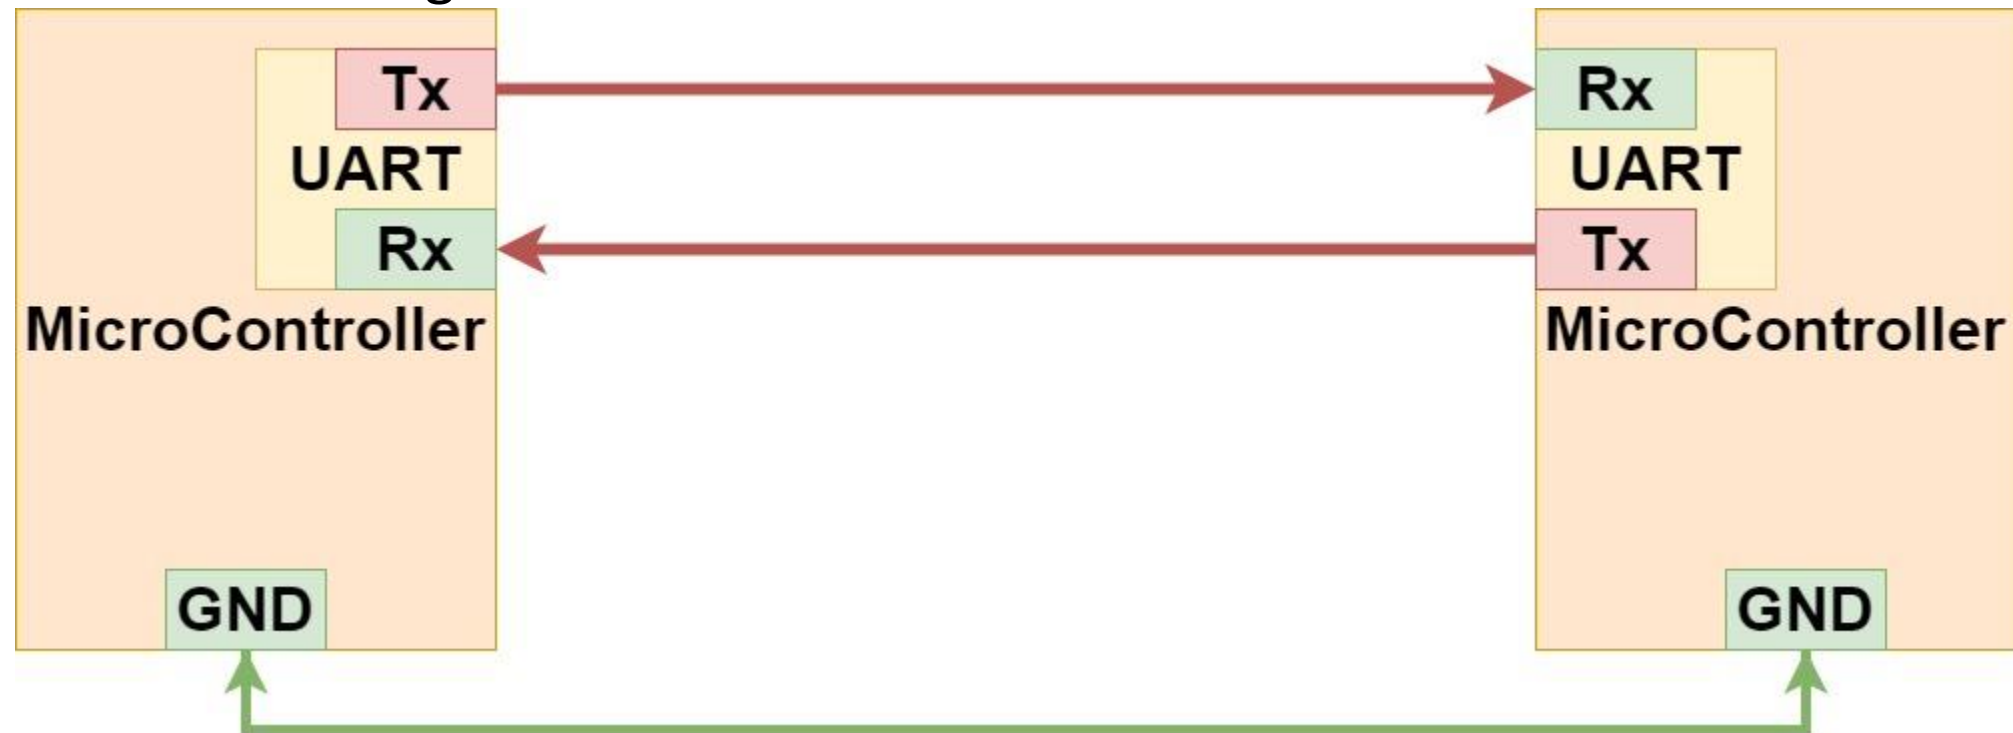 Tx
Rx
UART
UART
Rx
Tx
MicroController
MicroController
GND
GND